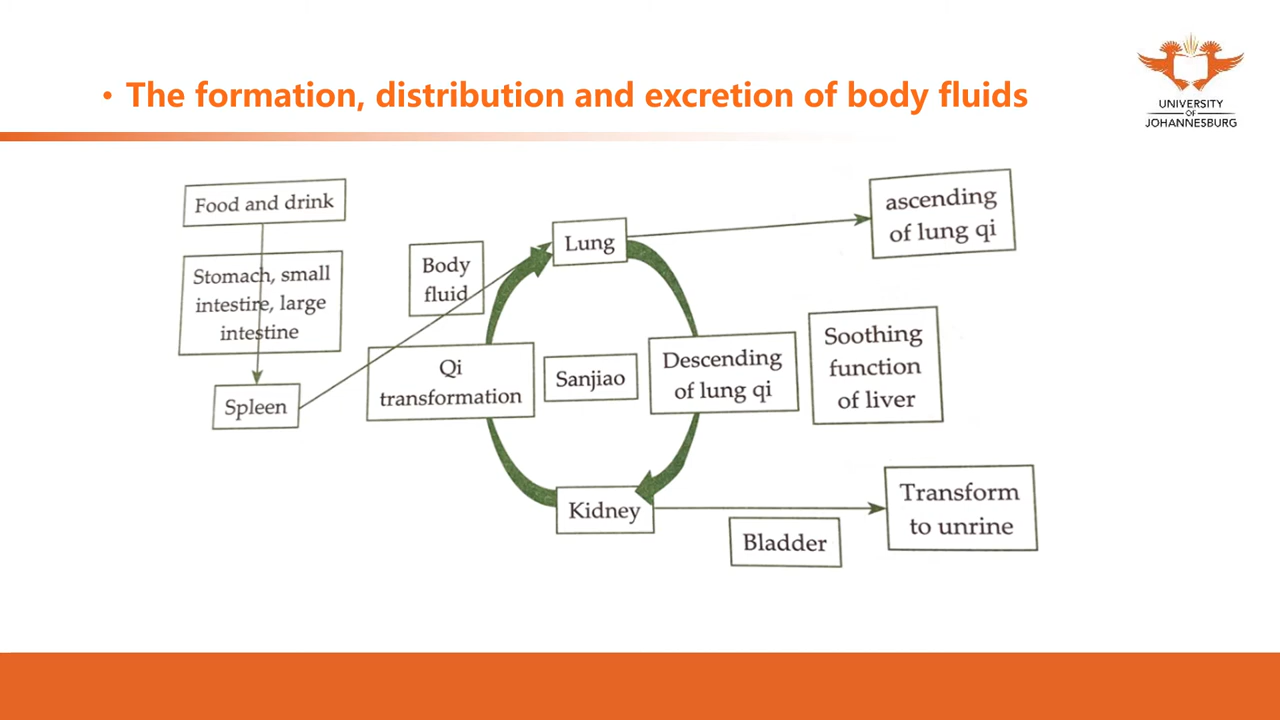 • The formation, distribution and excretion of body fluids
UNIVERSITY
OF
JOHANNESBURG
Food and drink
Stomach, small
intestire, large
intestine
Spleen
Body
fluid
Qi
transformation
Lung
Sanjiao
Descending
of lung qi
Kidney
ascending
of lung qi
Soothing
function
of liver
Bladder
Transform
to unrine